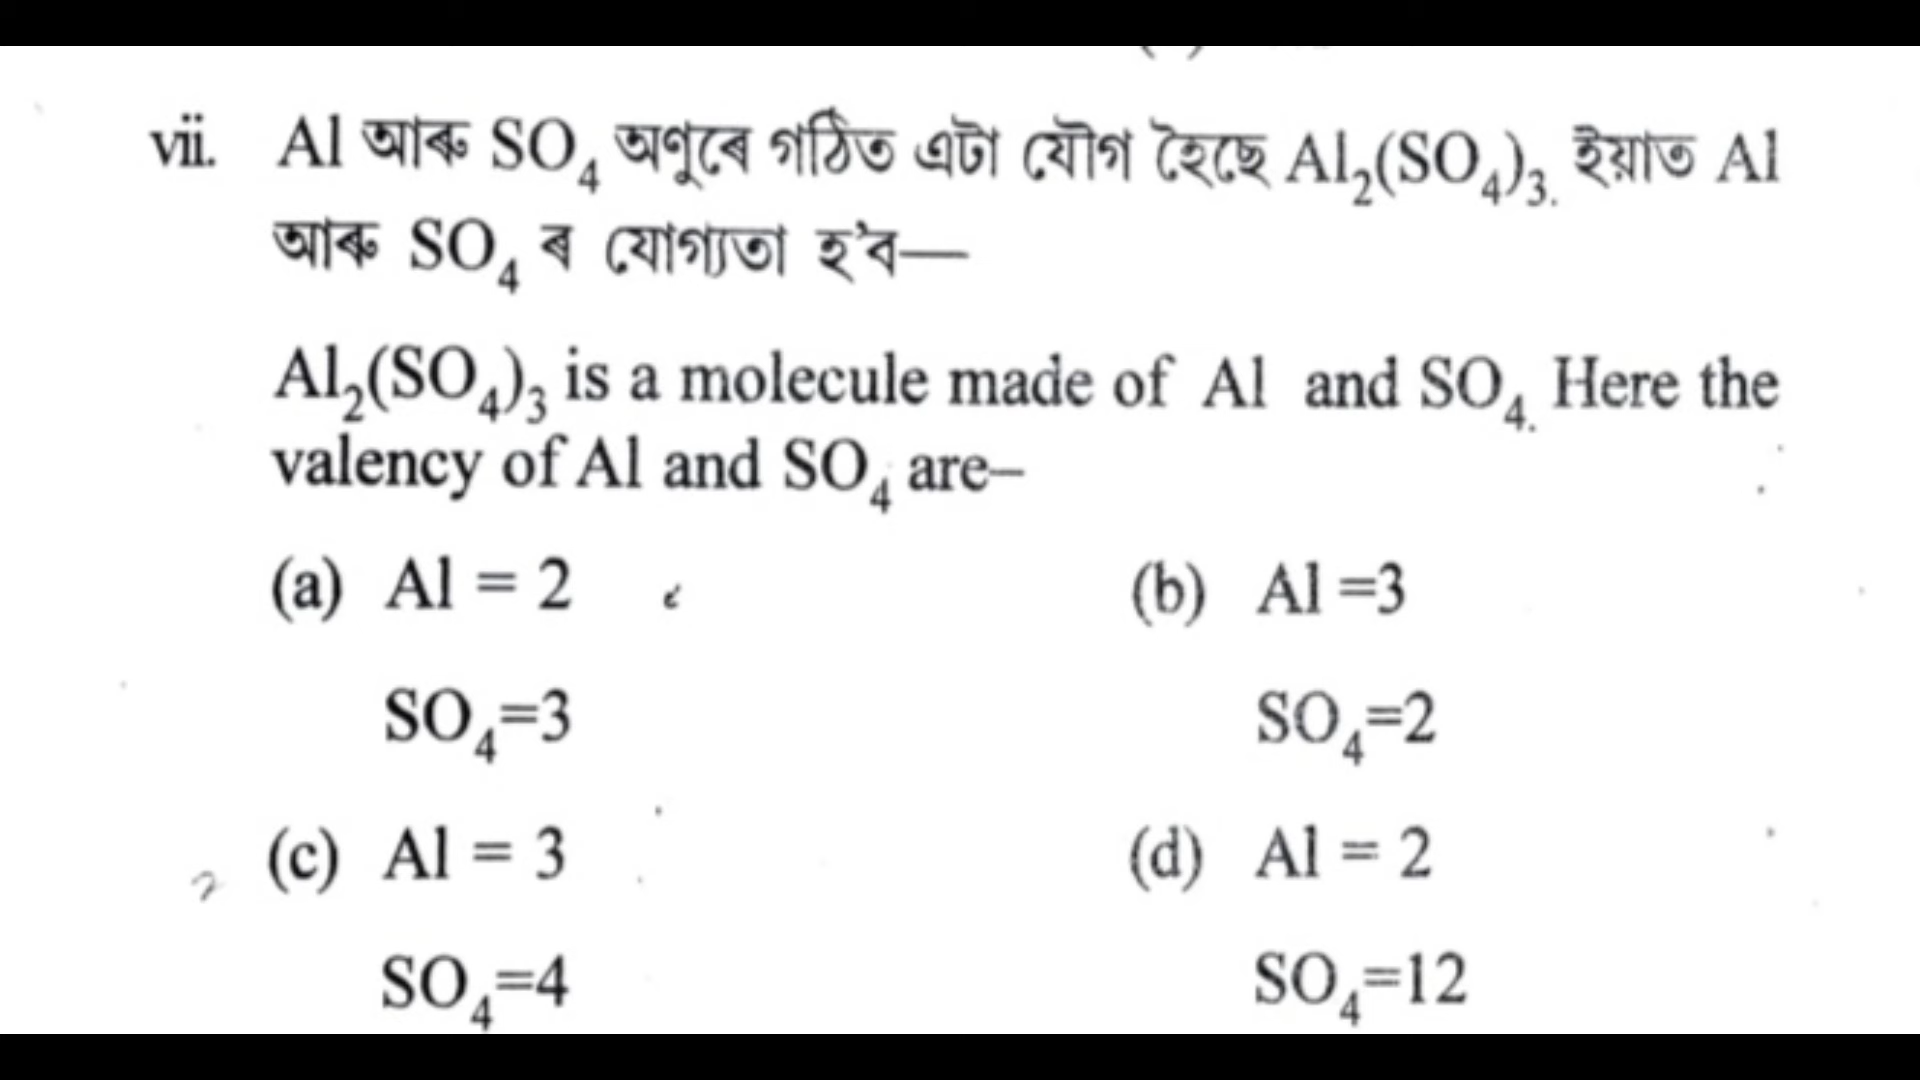 vii. Al আৰু SO₄ অণুৰে গঠিত এটা যৌগ হৈছে Al₂(SO₄)₃. ইয়াত Al
আৰু SO₄ ৰ যোগ্যতা হ’ব—
Al₂(SO₄)₃ is a molecule made of Al and SO₄. Here the
valency of Al and SO₄ are–
(a) Al = 2 (b) Al =3
SO₄=3 SO₄=2
(c) Al = 3 (d) Al = 2
SO₄=4 SO₄=12